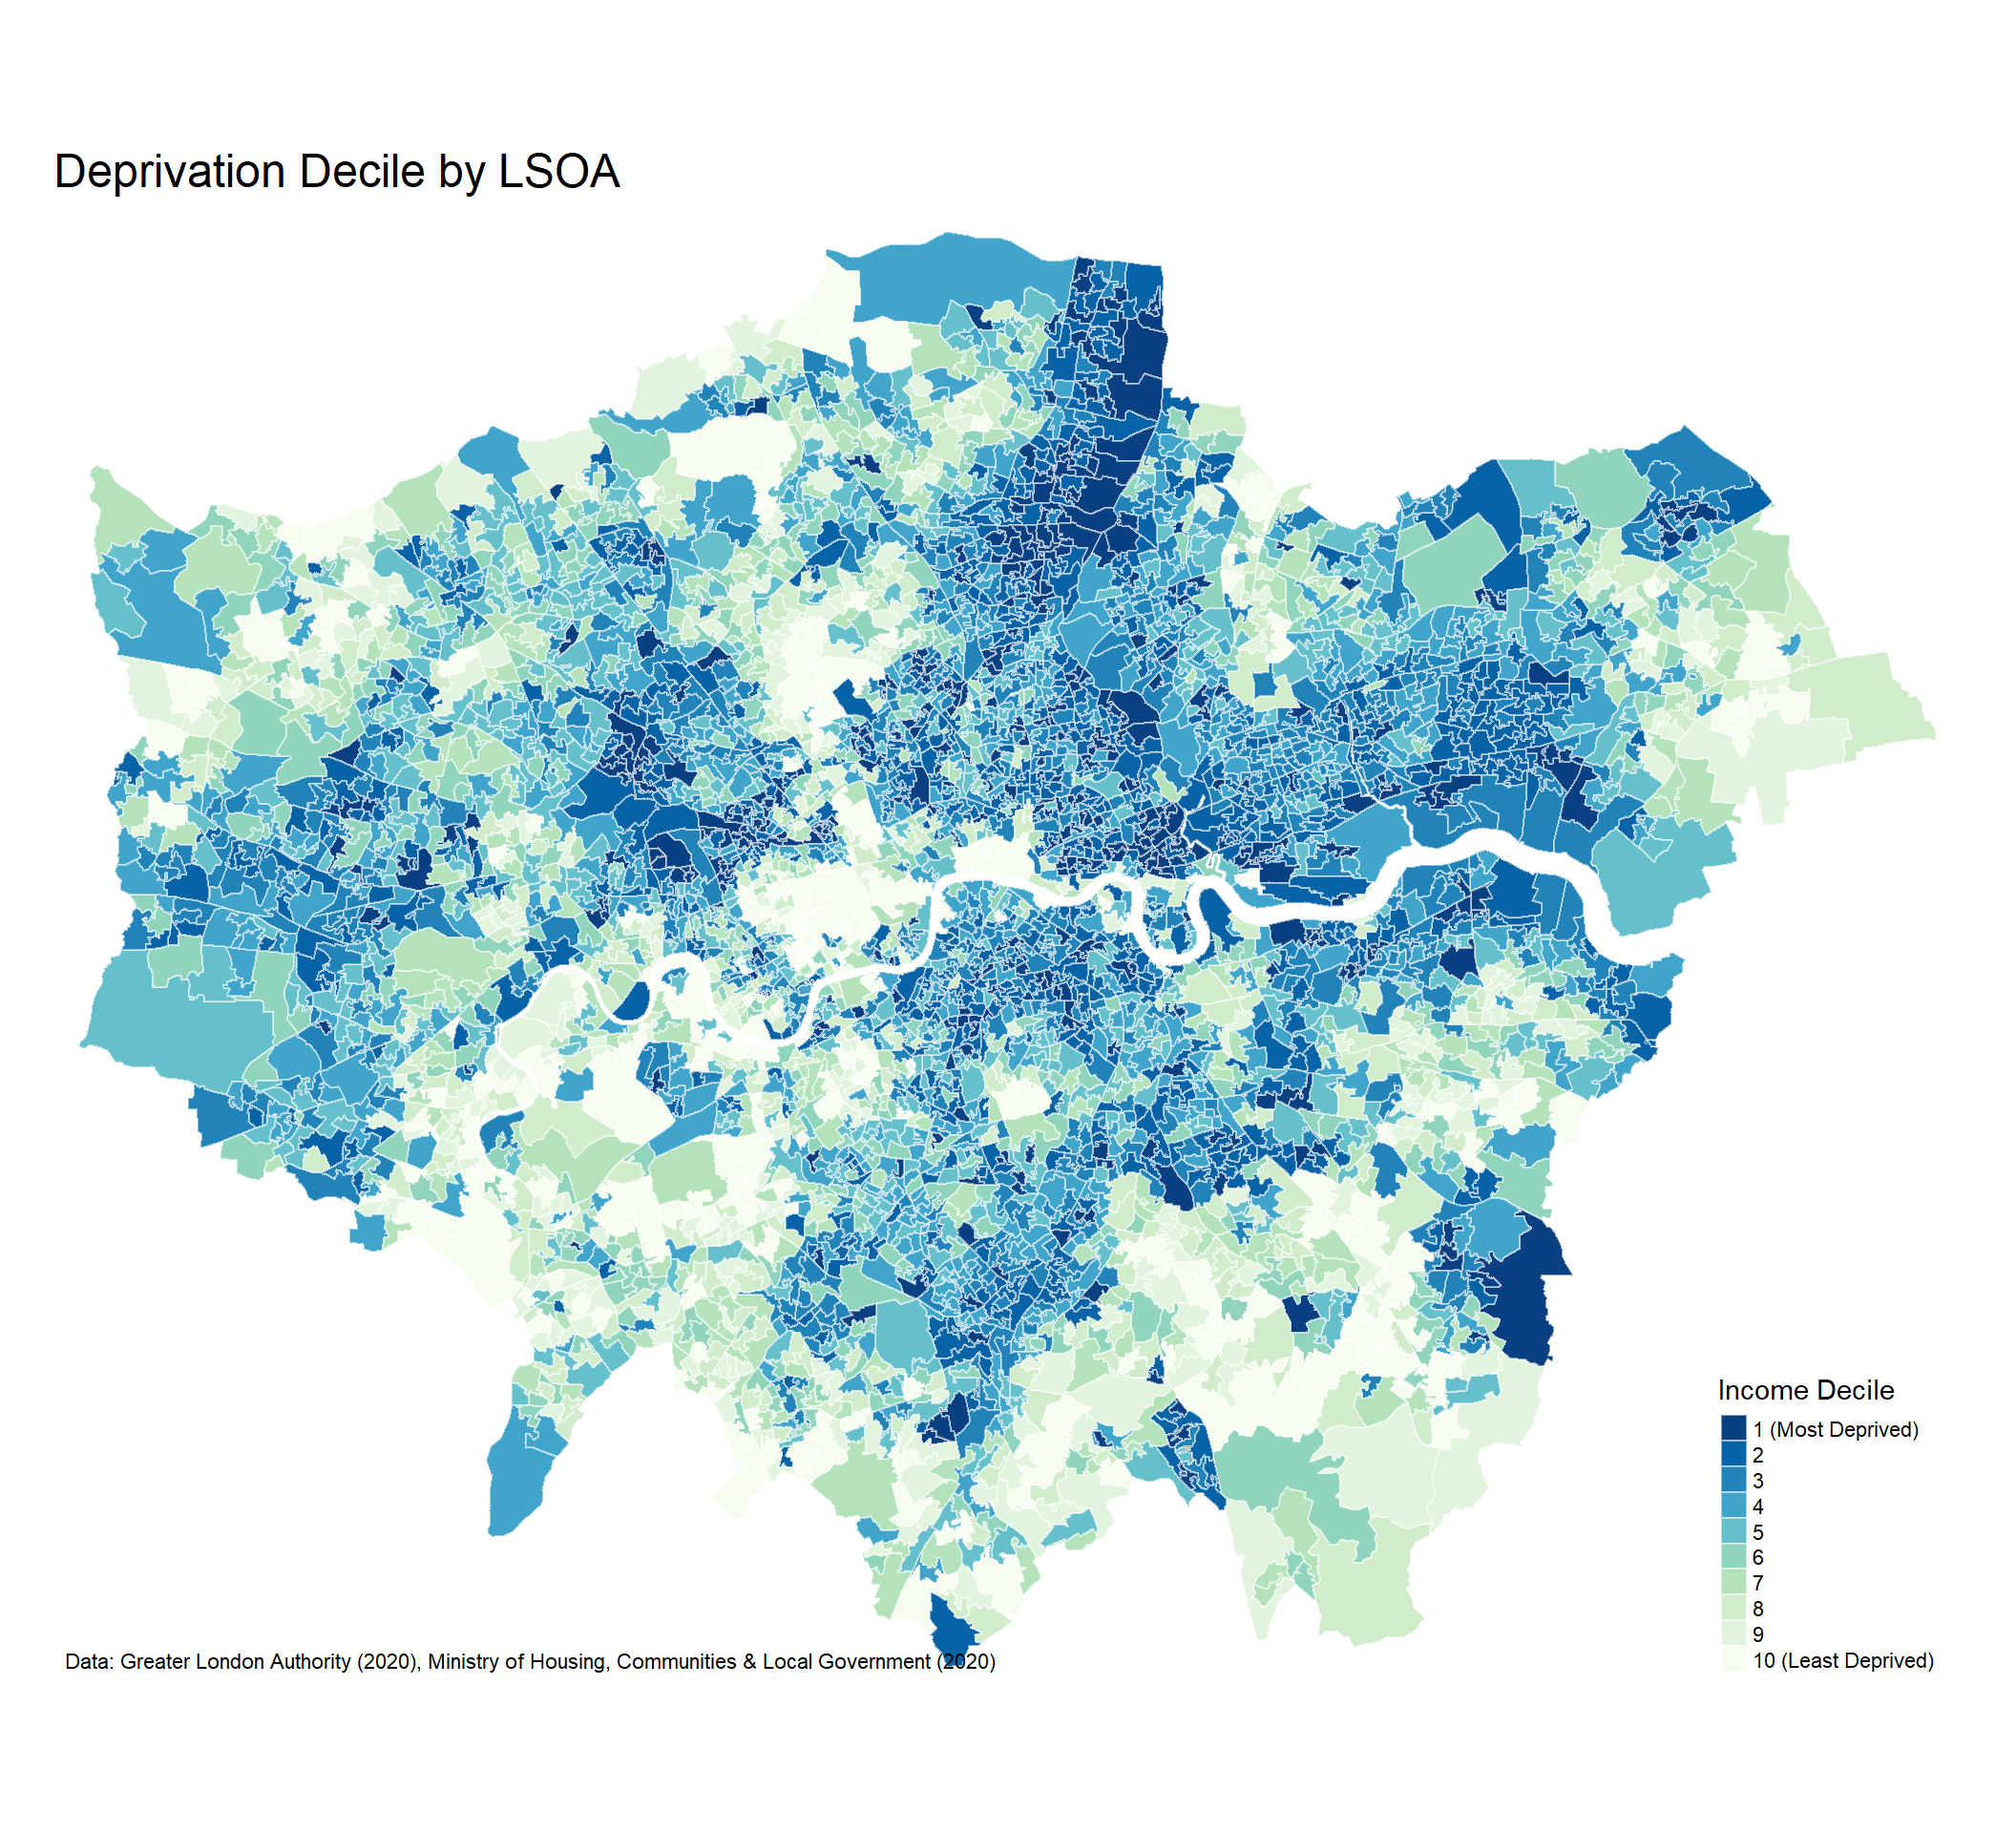 Deprivation Decile by LSOA
Income Decile
1 (Most Deprived)
2
3
4
5
6
7
8
9
10 (Least Deprived)
Data: Greater London Authority (2020), Ministry of Housing, Communities & Local Government (2020)